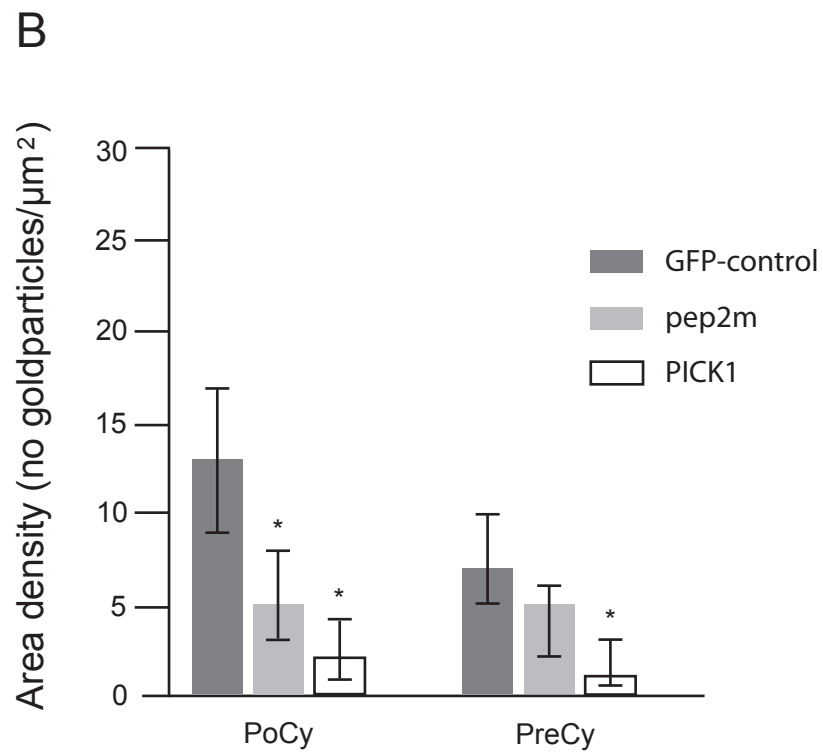 B
Area density (no goldparticles/µm²)
30
25
20
15
10
5
0
GFP-control
pep2m
PICK1
*
*
*
PoCy
PreCy